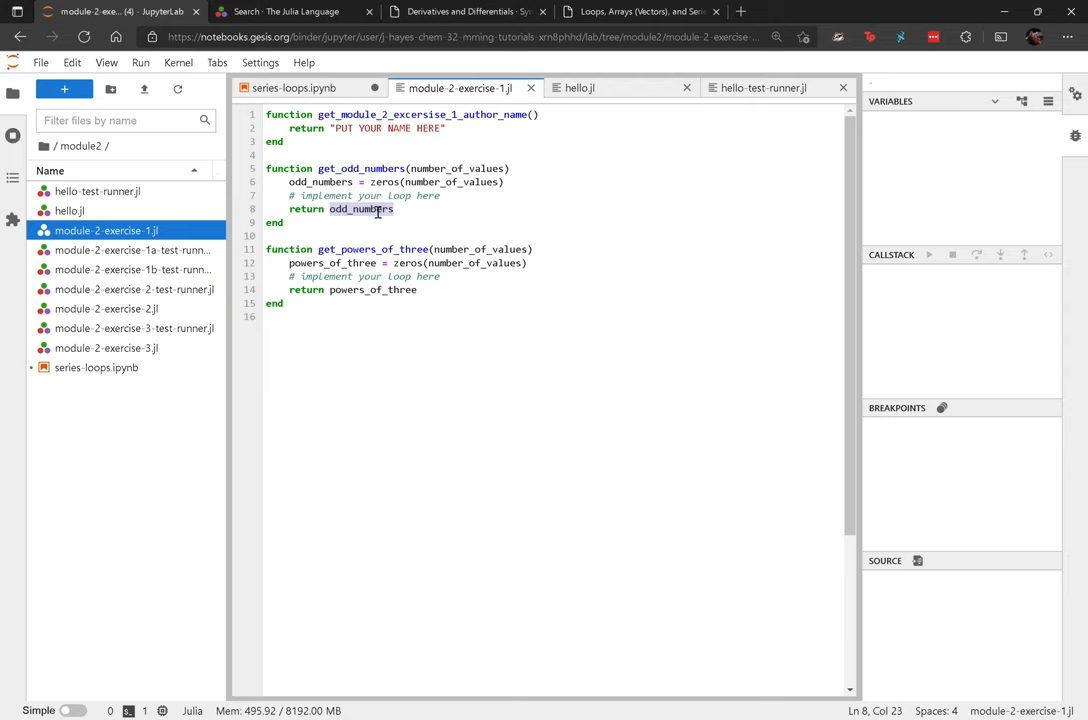 module-2-exe... (4) - JupyterLab
Search · The Julia Language
Derivatives and Differentials - Sy
Loops, Arrays (Vectors), and Seri
https://notebooks.gesis.org/binder/jupyter/user/j-hayes-chem-32-mming-tutorials-xrn8phhd/lab/tree/module2/module-2-exercise-...
File Edit View Run Kernel Tabs Settings Help
+
Filter files by name
/ module2 /
Name
hello-test-runner.jl
hello.jl
module-2-exercise-1.jl
module-2-exercise-1a-test-runn...
module-2-exercise-1b-test-runn...
module-2-exercise-2-test-runner.jl
module-2-exercise-2.jl
module-2-exercise-3-test-runner.jl
module-2-exercise-3.jl
series-loops.ipynb
series-loops.ipynb
module-2-exercise-1.jl
hello.jl
hello-test-runner.jl
1 function get_module_2_excersise_1_author_name()
2 return "PUT YOUR NAME HERE"
3 end
4
5 function get_odd_numbers(number_of_values)
6 odd_numbers = zeros(number_of_values)
7 # implement your loop here
8 return odd_numbers
9 end
10
11 function get_powers_of_three(number_of_values)
12 powers_of_three = zeros(number_of_values)
13 # implement your loop here
14 return powers_of_three
15 end
16
VARIABLES
CALLSTACK
BREAKPOINTS
SOURCE
Simple 0 1 Julia Mem: 495.92 / 8192.00 MB
Ln 8, Col 23 Spaces: 4 module-2-exercise-1.jl